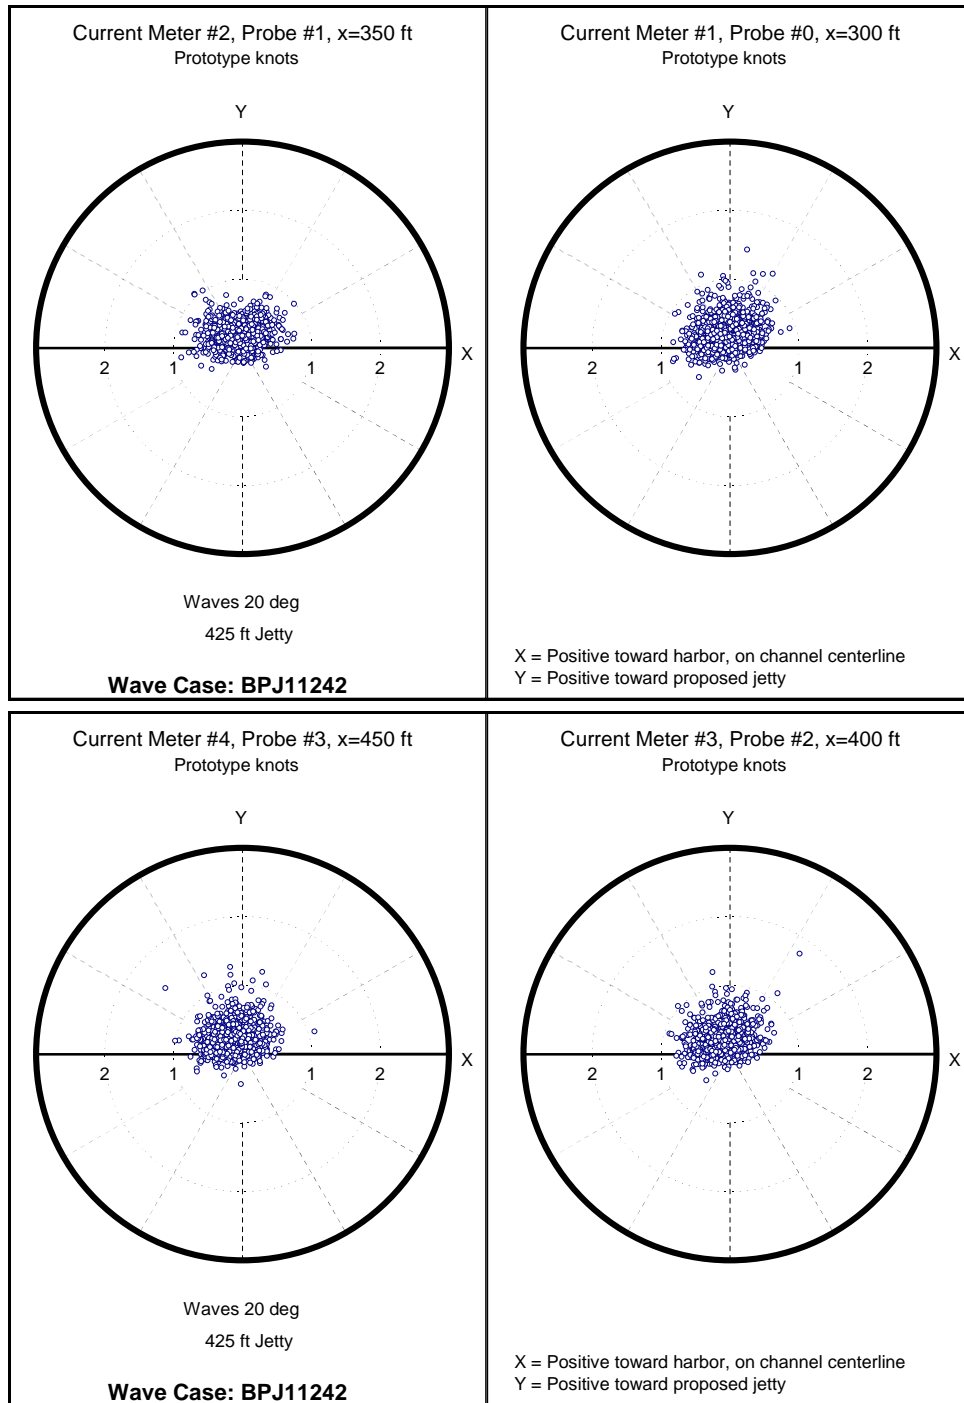 Current Meter #2, Probe #1, x=350 ft
Prototype knots
Y
X
2 1 1 2
Waves 20 deg
425 ft Jetty
Wave Case: BPJ11242
Current Meter #1, Probe #0, x=300 ft
Prototype knots
Y
X
2 1 1 2
X = Positive toward harbor, on channel centerline
Y = Positive toward proposed jetty
Current Meter #4, Probe #3, x=450 ft
Prototype knots
Y
X
2 1 1 2
Waves 20 deg
425 ft Jetty
Wave Case: BPJ11242
Current Meter #3, Probe #2, x=400 ft
Prototype knots
Y
X
2 1 1 2
X = Positive toward harbor, on channel centerline
Y = Positive toward proposed jetty